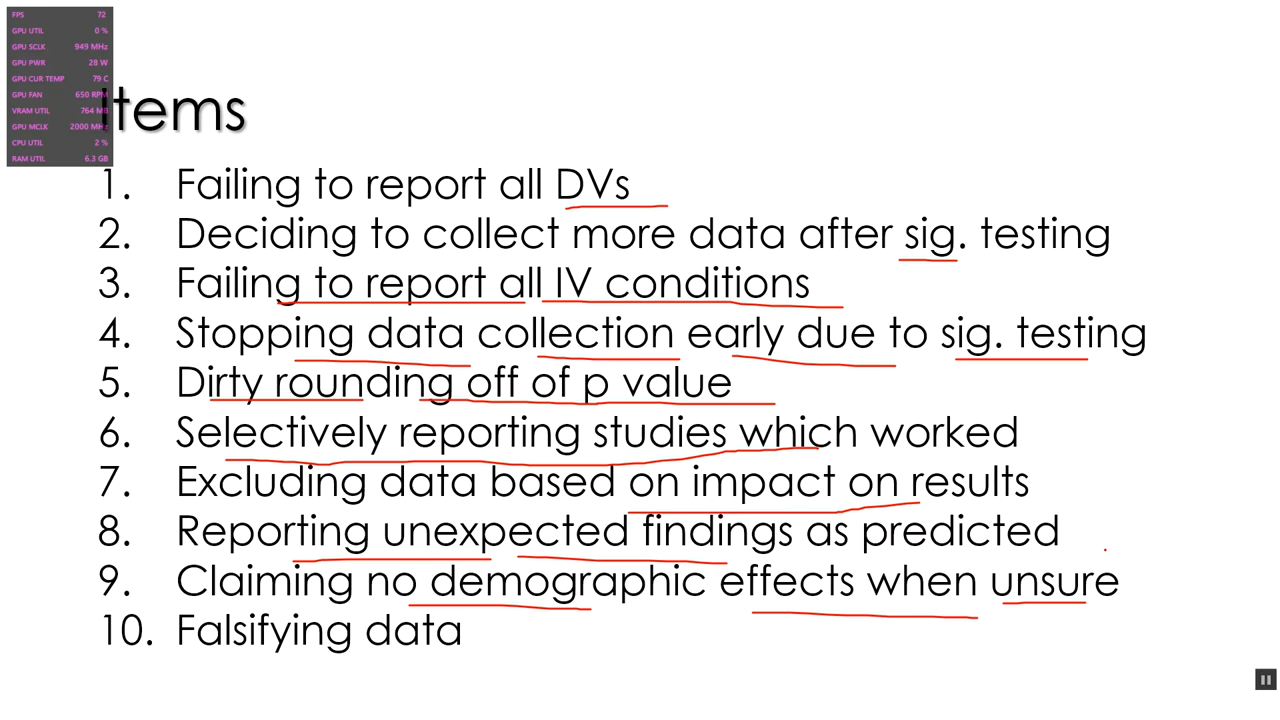 FPS 72
GPU UTIL 0 %
GPU SCLK 949 MHz
GPU PWR 28 W
GPU CUR TEMP 79 C
GPU FAN 650 RPM
VRAM UTIL 764 MB
GPU MCLK 2000 MHz
CPU UTIL 2 %
RAM UTIL 6.3 GB
Items
1. Failing to report all DVs
2. Deciding to collect more data after sig. testing
3. Failing to report all IV conditions
4. Stopping data collection early due to sig. testing
5. Dirty rounding off of p value
6. Selectively reporting studies which worked
7. Excluding data based on impact on results
8. Reporting unexpected findings as predicted
9. Claiming no demographic effects when unsure
10. Falsifying data